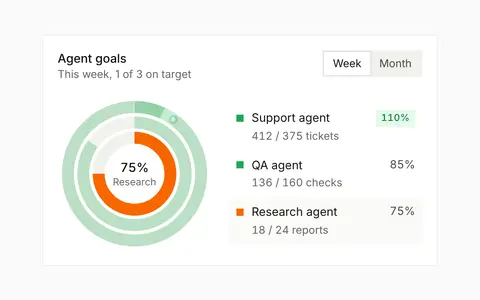 Agent goals
This week, 1 of 3 on target
Week
Month
75%
Research
Support agent
110%
412 / 375 tickets
QA agent
85%
136 / 160 checks
Research agent
75%
18 / 24 reports